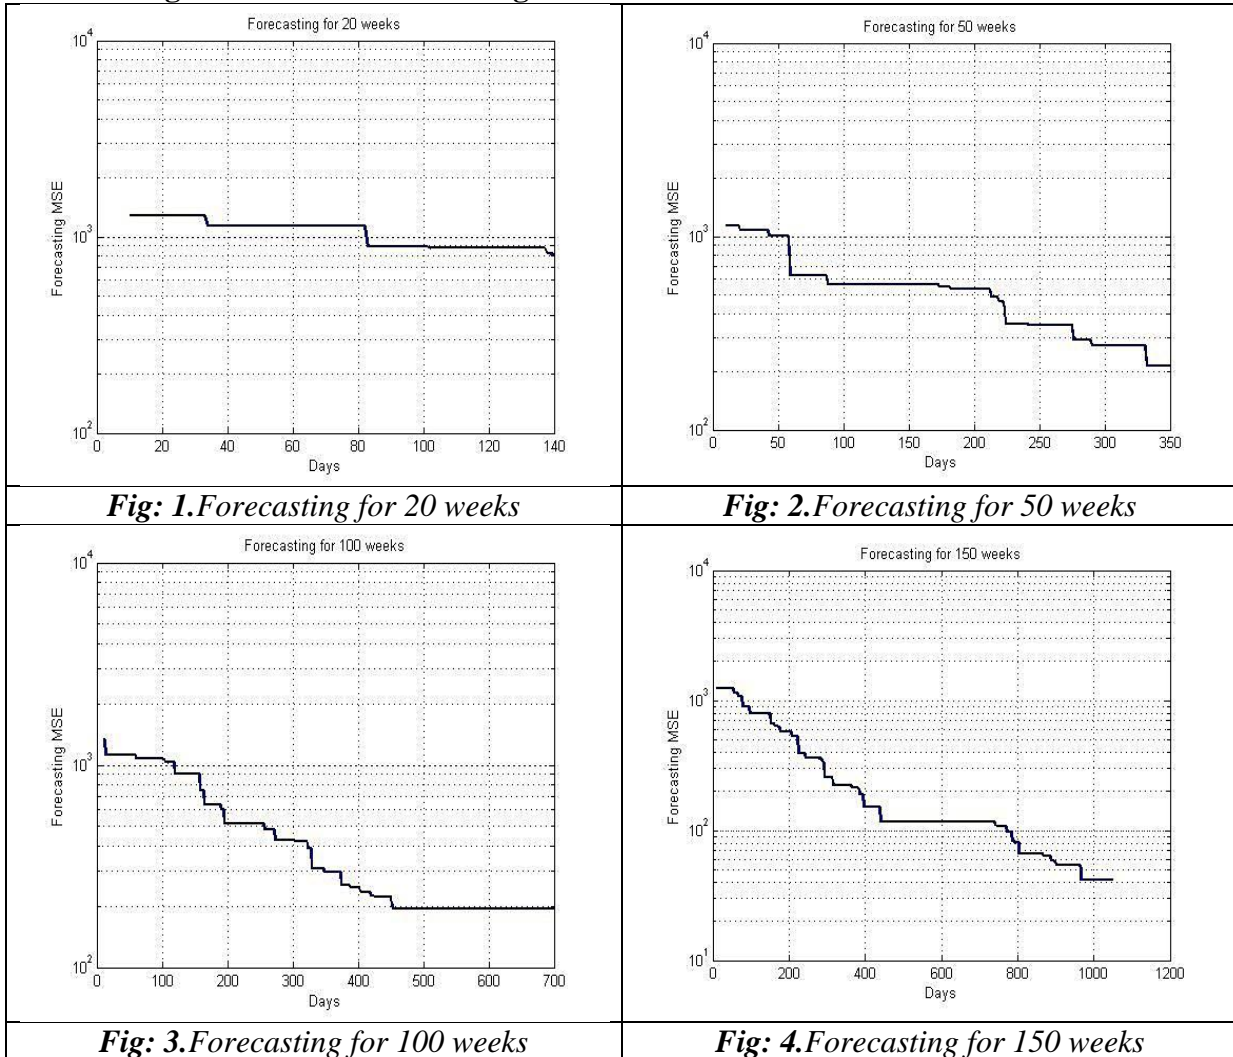 Forecasting for 20 weeks
Forecasting MSE
10^4
10^3
10^2
0 20 40 60 80 100 120 140
Days
Fig: 1.Forecasting for 20 weeks
Forecasting for 50 weeks
Forecasting MSE
10^4
10^3
10^2
0 50 100 150 200 250 300 350
Days
Fig: 2.Forecasting for 50 weeks
Forecasting for 100 weeks
Forecasting MSE
10^4
10^3
10^2
0 100 200 300 400 500 600 700
Days
Fig: 3.Forecasting for 100 weeks
Forecasting for 150 weeks
Forecasting MSE
10^4
10^3
10^2
10^1
0 200 400 600 800 1000 1200
Days
Fig: 4.Forecasting for 150 weeks